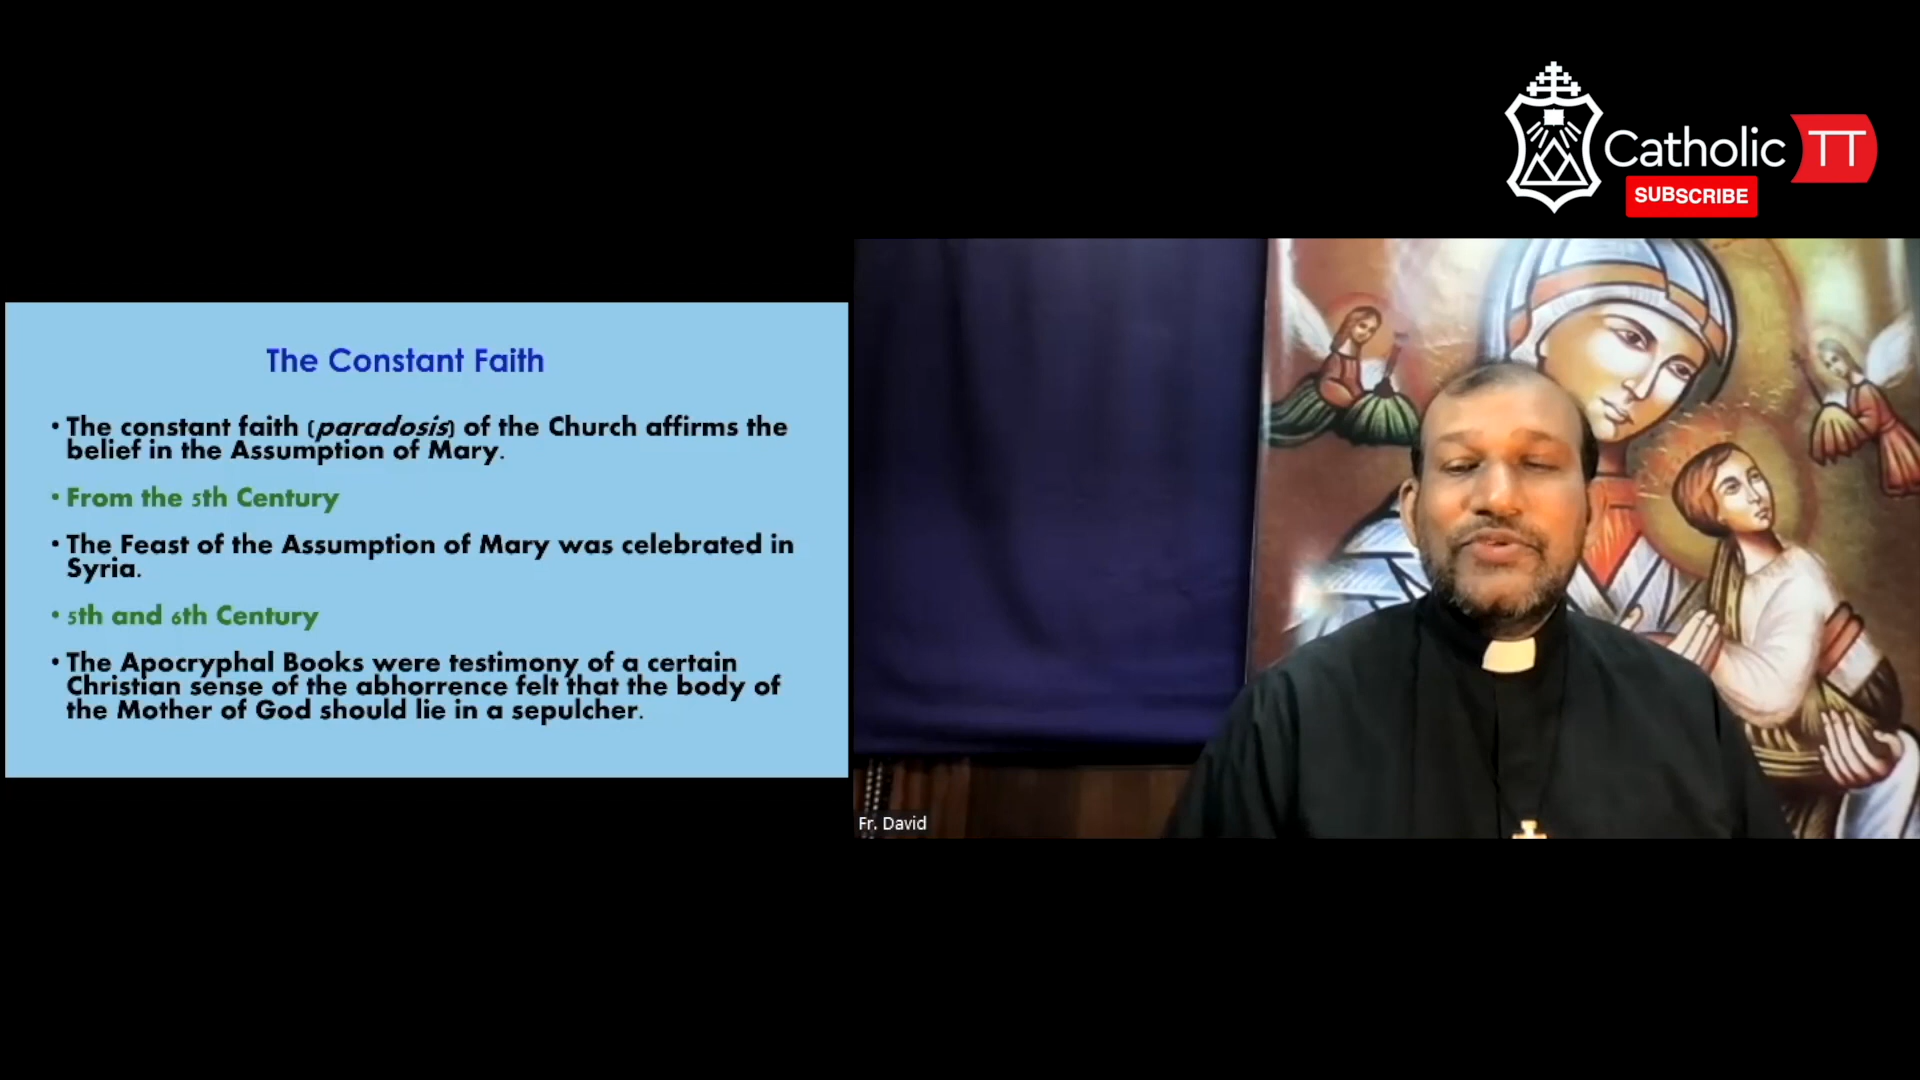 Catholic TT
SUBSCRIBE
The Constant Faith
• The constant faith (paradosis) of the Church affirms the
belief in the Assumption of Mary.
• From the 5th Century
• The Feast of the Assumption of Mary was celebrated in
Syria.
• 5th and 6th Century
• The Apocryphal Books were testimony of a certain
Christian sense of the abhorrence felt that the body of
the Mother of God should lie in a sepulcher.
Fr. David